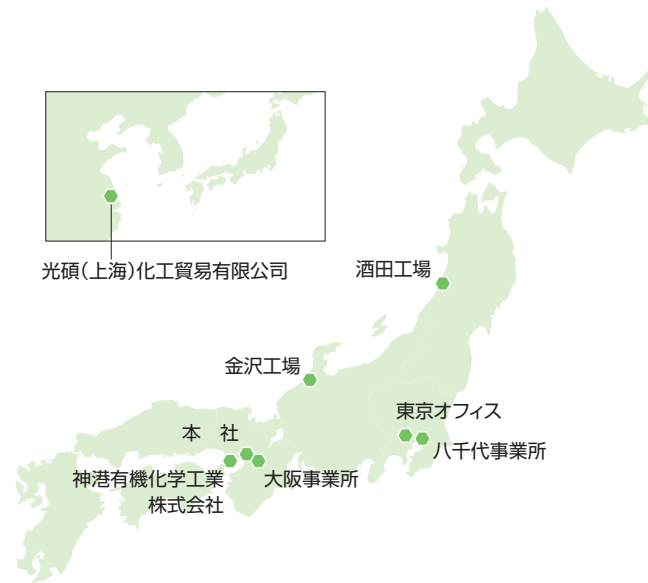 光碩(上海)化工貿易有限公司
酒田工場
金沢工場
東京オフィス
八千代事業所
本　社
神港有機化学工業
株式会社
大阪事業所